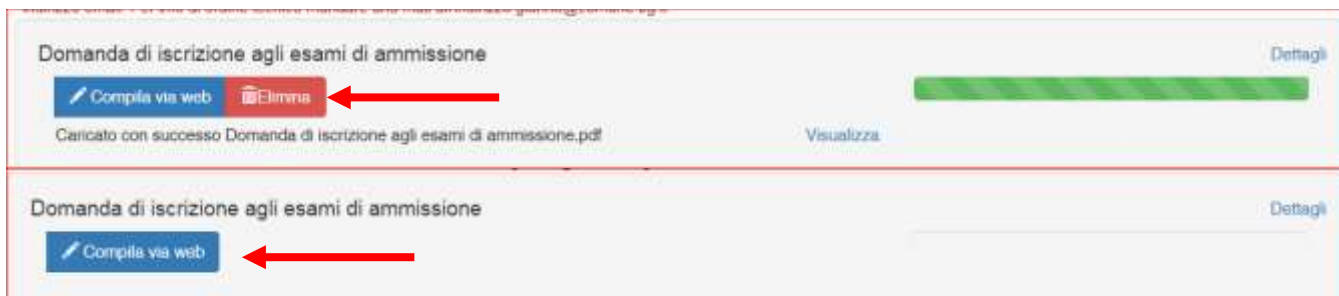 Domanda di iscrizione agli esami di ammissione
Dettagli
Compila via web Elimina
Caricato con successo Domanda di iscrizione agli esami di ammissione.pdf Visualizza
Domanda di iscrizione agli esami di ammissione
Dettagli
Compila via web